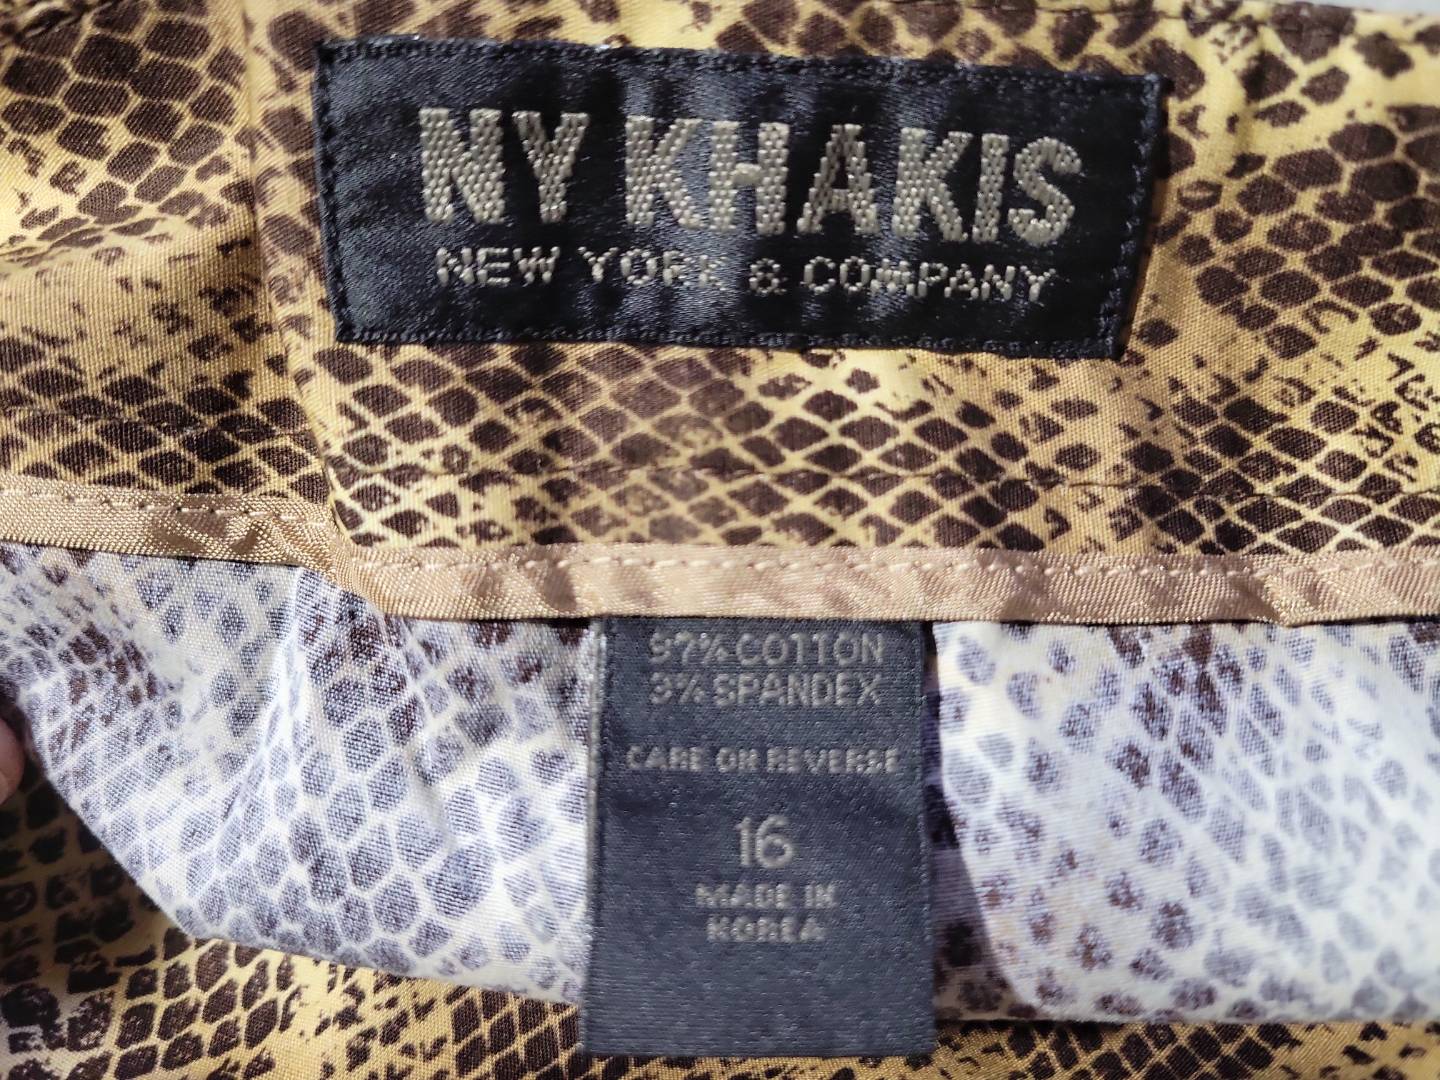 NY KHAKIS
NEW YORK & COMPANY
97% COTTON
3% SPANDEX
CARE ON REVERSE
16
MADE IN
KOREA